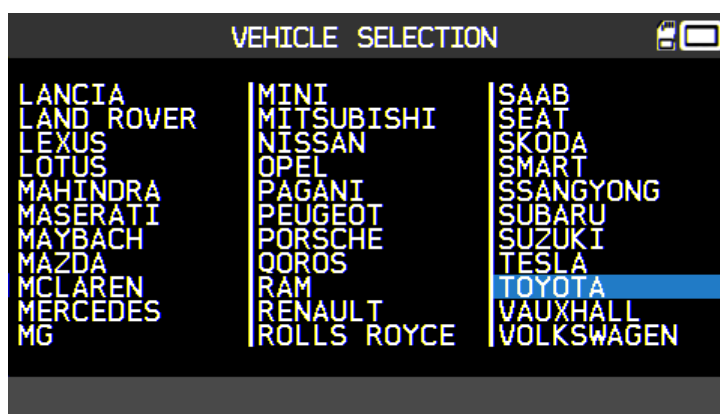 VEHICLE SELECTION
LANCIA
LAND ROVER
LEXUS
LOTUS
MAHINDRA
MASERATI
MAYBACH
MAZDA
MCLAREN
MERCEDES
MG
MINI
MITSUBISHI
NISSAN
OPEL
PAGANI
PEUGEOT
PORSCHE
QOROS
RAM
RENAULT
ROLLS ROYCE
SAAB
SEAT
SKODA
SMART
SSANGYONG
SUBARU
SUZUKI
TESLA
TOYOTA
VAUXHALL
VOLKSWAGEN